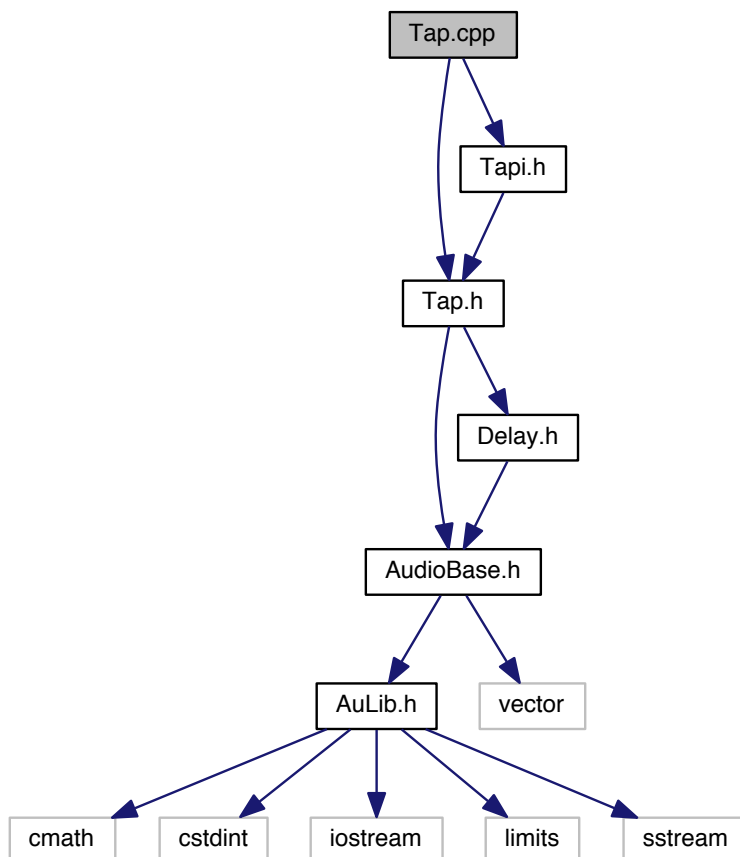 Tap.cpp
Tapi.h
Tap.h
Delay.h
AudioBase.h
AuLib.h
vector
cmath
cstdint
iostream
limits
sstream